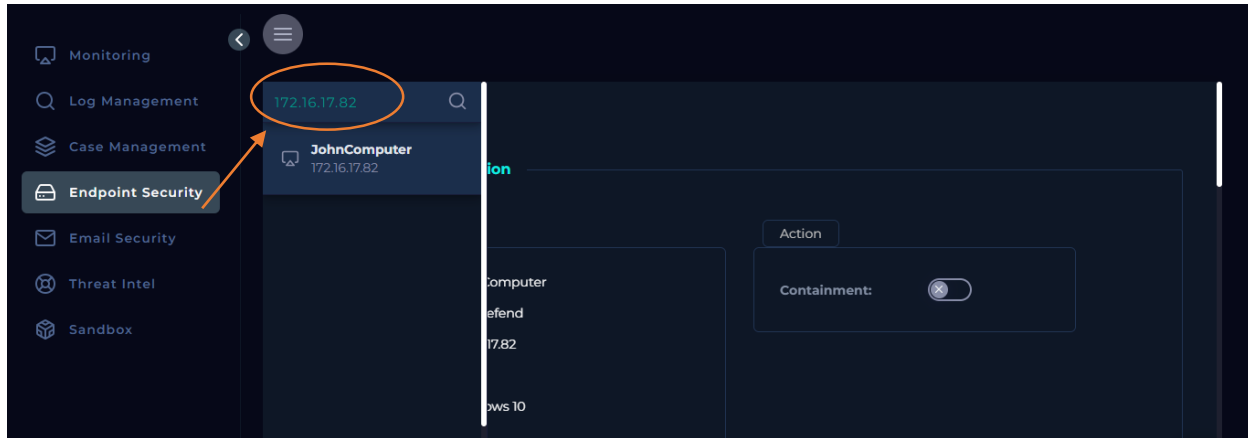 Monitoring
Log Management
Case Management
Endpoint Security
Email Security
Threat Intel
Sandbox
172.16.17.82
JohnComputer
172.16.17.82
ion
Computer
efend
17.82
ows 10
Action
Containment: